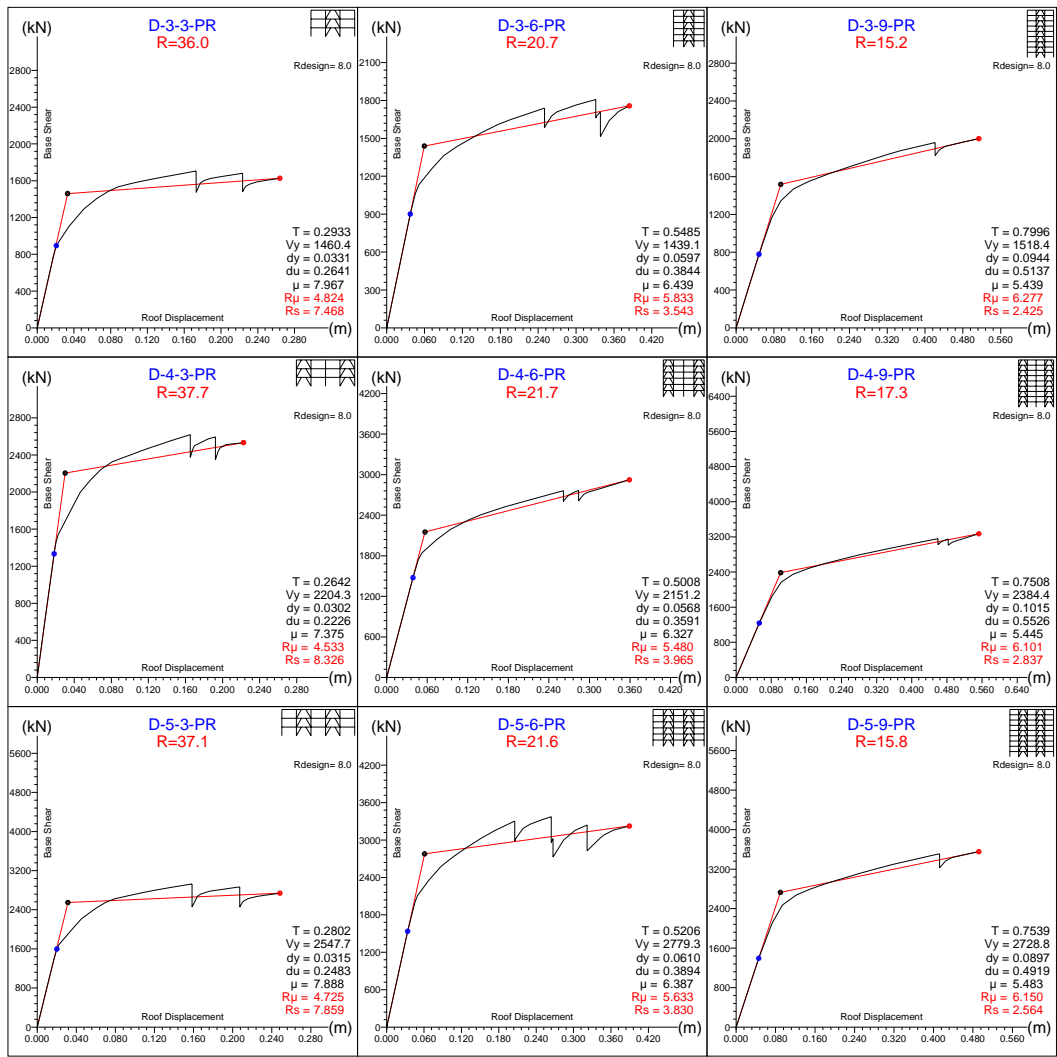 (kN)
D-3-3-PR
R=36.0
Rdesign= 8.0
2800
2400
2000
1600
1200
800
400
0
Base Shear
T = 0.2933
Vy = 1460.4
dy = 0.0331
du = 0.2641
μ = 7.967
Rμ = 4.824
Rs = 7.468
Roof Displacement
(m)
0.000 0.040 0.080 0.120 0.160 0.200 0.240 0.280
(kN)
D-3-6-PR
R=20.7
Rdesign= 8.0
2100
1800
1500
1200
900
600
300
0
Base Shear
T = 0.5485
Vy = 1439.1
dy = 0.0597
du = 0.3844
μ = 6.439
Rμ = 5.833
Rs = 3.543
Roof Displacement
(m)
0.000 0.060 0.120 0.180 0.240 0.300 0.360 0.420
(kN)
D-3-9-PR
R=15.2
Rdesign= 8.0
2800
2400
2000
1600
1200
800
400
0
Base Shear
T = 0.7996
Vy = 1518.4
dy = 0.0944
du = 0.5137
μ = 5.439
Rμ = 6.277
Rs = 2.425
Roof Displacement
(m)
0.000 0.080 0.160 0.240 0.320 0.400 0.480 0.560
(kN)
D-4-3-PR
R=37.7
Rdesign= 8.0
2800
2400
2000
1600
1200
800
400
0
Base Shear
T = 0.2642
Vy = 2204.3
dy = 0.0302
du = 0.2226
μ = 7.375
Rμ = 4.533
Rs = 8.326
Roof Displacement
(m)
0.000 0.040 0.080 0.120 0.160 0.200 0.240 0.280
(kN)
D-4-6-PR
R=21.7
Rdesign= 8.0
4200
3600
3000
2400
1800
1200
600
0
Base Shear
T = 0.5008
Vy = 2151.2
dy = 0.0568
du = 0.3591
μ = 6.327
Rμ = 5.480
Rs = 3.965
Roof Displacement
(m)
0.000 0.060 0.120 0.180 0.240 0.300 0.360 0.420
(kN)
D-4-9-PR
R=17.3
Rdesign= 8.0
6400
5600
4800
4000
3200
2400
1600
800
0
Base Shear
T = 0.7508
Vy = 2384.4
dy = 0.1015
du = 0.5526
μ = 5.445
Rμ = 6.101
Rs = 2.837
Roof Displacement
(m)
0.000 0.080 0.160 0.240 0.320 0.400 0.480 0.560 0.640
(kN)
D-5-3-PR
R=37.1
Rdesign= 8.0
5600
4800
4000
3200
2400
1600
800
0
Base Shear
T = 0.2802
Vy = 2547.7
dy = 0.0315
du = 0.2483
μ = 7.888
Rμ = 4.725
Rs = 7.859
Roof Displacement
(m)
0.000 0.040 0.080 0.120 0.160 0.200 0.240 0.280
(kN)
D-5-6-PR
R=21.6
Rdesign= 8.0
4200
3600
3000
2400
1800
1200
600
0
Base Shear
T = 0.5206
Vy = 2779.3
dy = 0.0610
du = 0.3894
μ = 6.387
Rμ = 5.633
Rs = 3.830
Roof Displacement
(m)
0.000 0.060 0.120 0.180 0.240 0.300 0.360 0.420
(kN)
D-5-9-PR
R=15.8
Rdesign= 8.0
5600
4800
4000
3200
2400
1600
800
0
Base Shear
T = 0.7539
Vy = 2728.8
dy = 0.0897
du = 0.4919
μ = 5.483
Rμ = 6.150
Rs = 2.564
Roof Displacement
(m)
0.000 0.080 0.160 0.240 0.320 0.400 0.480 0.560